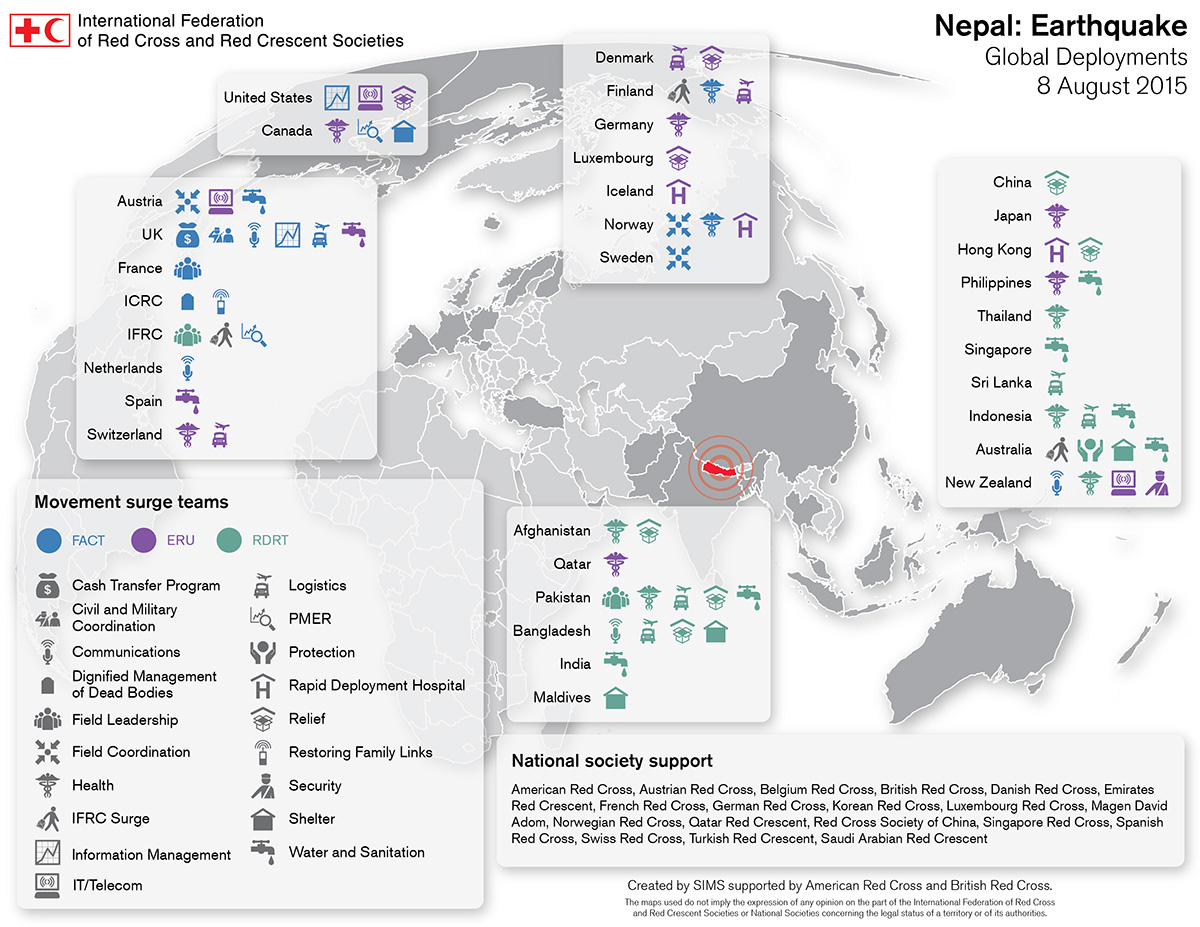 International Federation
of Red Cross and Red Crescent Societies
Nepal: Earthquake
Global Deployments
8 August 2015
United States
Canada
Denmark
Finland
Germany
Luxembourg
Iceland
Norway
Sweden
Austria
UK
France
ICRC
IFRC
Netherlands
Spain
Switzerland
China
Japan
Hong Kong
Philippines
Thailand
Singapore
Sri Lanka
Indonesia
Australia
New Zealand
Afghanistan
Qatar
Pakistan
Bangladesh
India
Maldives
Movement surge teams
FACT
ERU
RDRT
Cash Transfer Program
Civil and Military
Coordination
Communications
Dignified Management
of Dead Bodies
Field Leadership
Field Coordination
Health
IFRC Surge
Information Management
IT/Telecom
Logistics
PMER
Protection
Rapid Deployment Hospital
Relief
Restoring Family Links
Security
Shelter
Water and Sanitation
National society support
American Red Cross, Austrian Red Cross, Belgium Red Cross, British Red Cross, Danish Red Cross, Emirates
Red Crescent, French Red Cross, German Red Cross, Korean Red Cross, Luxembourg Red Cross, Magen David
Adom, Norwegian Red Cross, Qatar Red Crescent, Red Cross Society of China, Singapore Red Cross, Spanish
Red Cross, Swiss Red Cross, Turkish Red Crescent, Saudi Arabian Red Crescent
Created by SIMS supported by American Red Cross and British Red Cross.
The maps used do not imply the expression of any opinion on the part of the International Federation of Red Cross
and Red Crescent Societies or National Societies concerning the legal status of a territory or of its authorities.